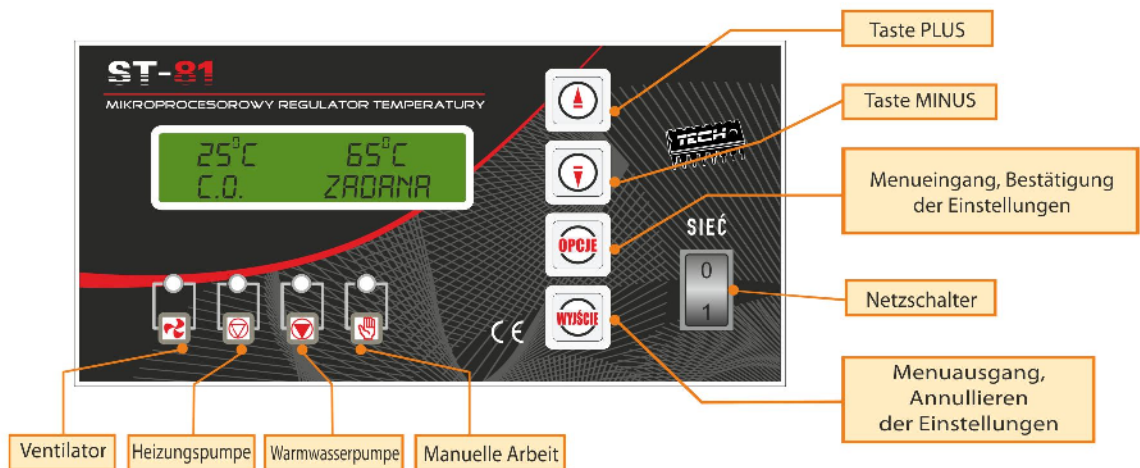 Taste PLUS
ST-81
MIKROPROCESOROWY REGULATOR TEMPERATURY
25°C 65°C
C.O. ZADANA
TECH
Taste MINUS
Menueingang, Bestätigung
der Einstellungen
SIEĆ
OPCJE
0
1
Netzschalter
WYJŚCIE
CE
Menuausgang,
Annullieren
der Einstellungen
Ventilator
Heizungspumpe
Warmwasserpumpe
Manuelle Arbeit